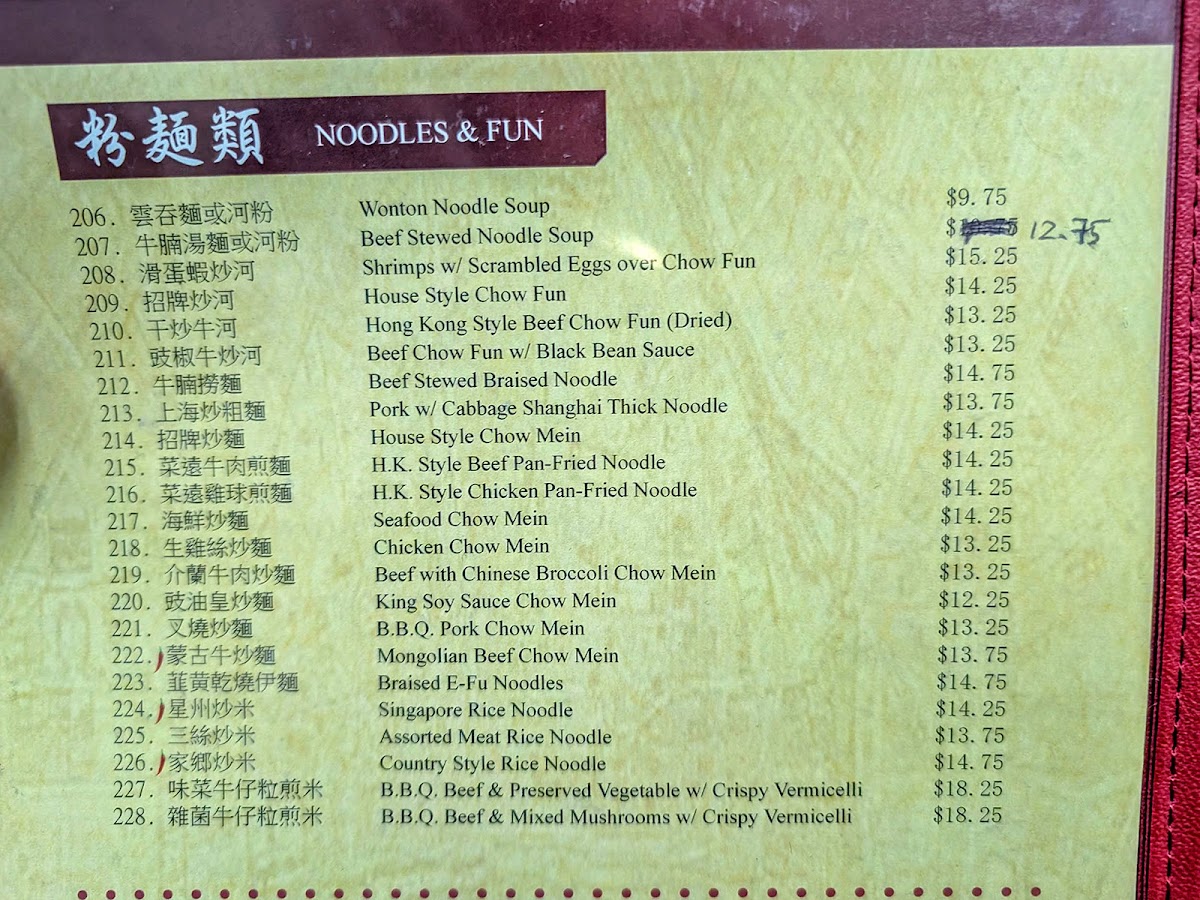 粉麵類 NOODLES & FUN
206. 雲吞麵或河粉 Wonton Noodle Soup $9.75
207. 牛腩湯麵或河粉 Beef Stewed Noodle Soup $ 12.75
208. 滑蛋蝦炒河 Shrimps w/ Scrambled Eggs over Chow Fun $15.25
209. 招牌炒河 House Style Chow Fun $14.25
210. 干炒牛河 Hong Kong Style Beef Chow Fun (Dried) $13.25
211. 豉椒牛炒河 Beef Chow Fun w/ Black Bean Sauce $13.25
212. 牛腩撈麵 Beef Stewed Braised Noodle $14.75
213. 上海炒粗麵 Pork w/ Cabbage Shanghai Thick Noodle $13.75
214. 招牌炒麵 House Style Chow Mein $14.25
215. 菜遠牛肉煎麵 H.K. Style Beef Pan-Fried Noodle $14.25
216. 菜遠雞球煎麵 H.K. Style Chicken Pan-Fried Noodle $14.25
217. 海鮮炒麵 Seafood Chow Mein $14.25
218. 生雞絲炒麵 Chicken Chow Mein $13.25
219. 介蘭牛肉炒麵 Beef with Chinese Broccoli Chow Mein $13.25
220. 豉油皇炒麵 King Soy Sauce Chow Mein $12.25
221. 叉燒炒麵 B.B.Q. Pork Chow Mein $13.25
222. 蒙古牛炒麵 Mongolian Beef Chow Mein $13.75
223. 韮黄乾燒伊麵 Braised E-Fu Noodles $14.75
224. 星州炒米 Singapore Rice Noodle $14.25
225. 三絲炒米 Assorted Meat Rice Noodle $13.75
226. 家鄉炒米 Country Style Rice Noodle $14.75
227. 味菜牛仔粒煎米 B.B.Q. Beef & Preserved Vegetable w/ Crispy Vermicelli $18.25
228. 雜菌牛仔粒煎米 B.B.Q. Beef & Mixed Mushrooms w/ Crispy Vermicelli $18.25